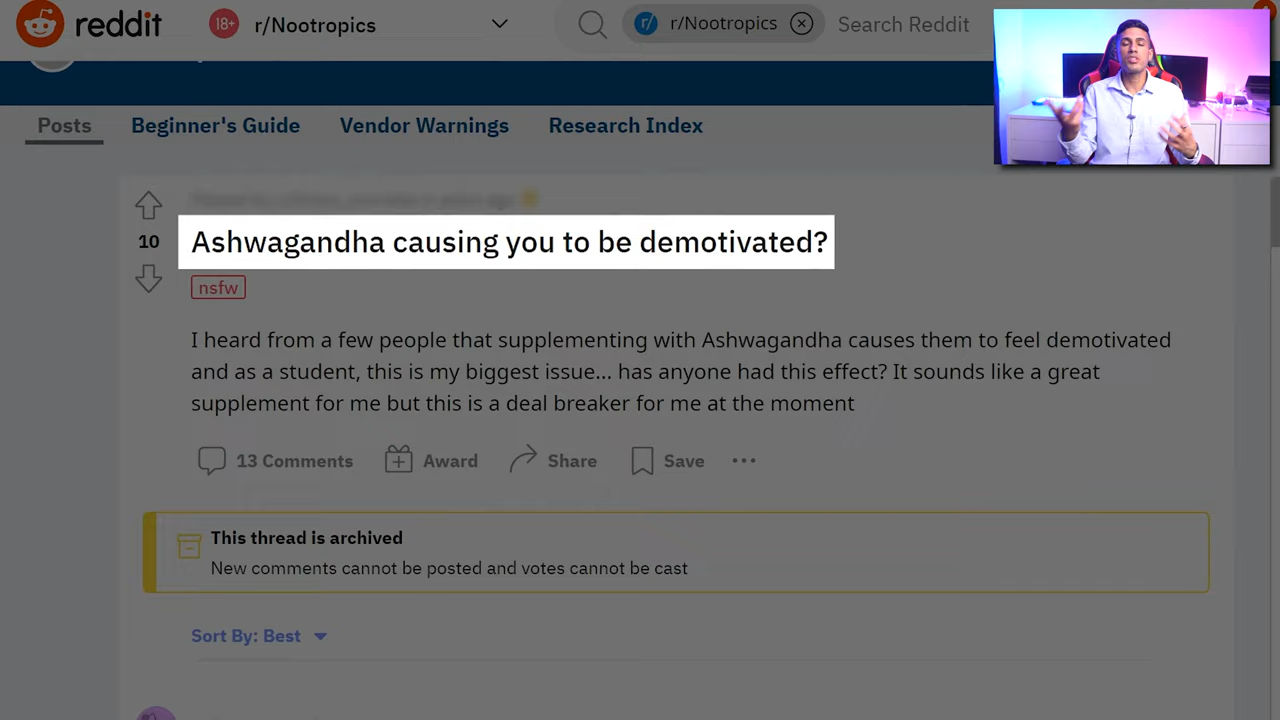 reddit
18+
r/Nootropics
r/
r/Nootropics
Search Reddit
Posts
Beginner's Guide
Vendor Warnings
Research Index
10
Ashwagandha causing you to be demotivated?
nsfw
I heard from a few people that supplementing with Ashwagandha causes them to feel demotivated
and as a student, this is my biggest issue... has anyone had this effect? It sounds like a great
supplement for me but this is a deal breaker for me at the moment
13 Comments
Award
Share
Save
This thread is archived
New comments cannot be posted and votes cannot be cast
Sort By: Best